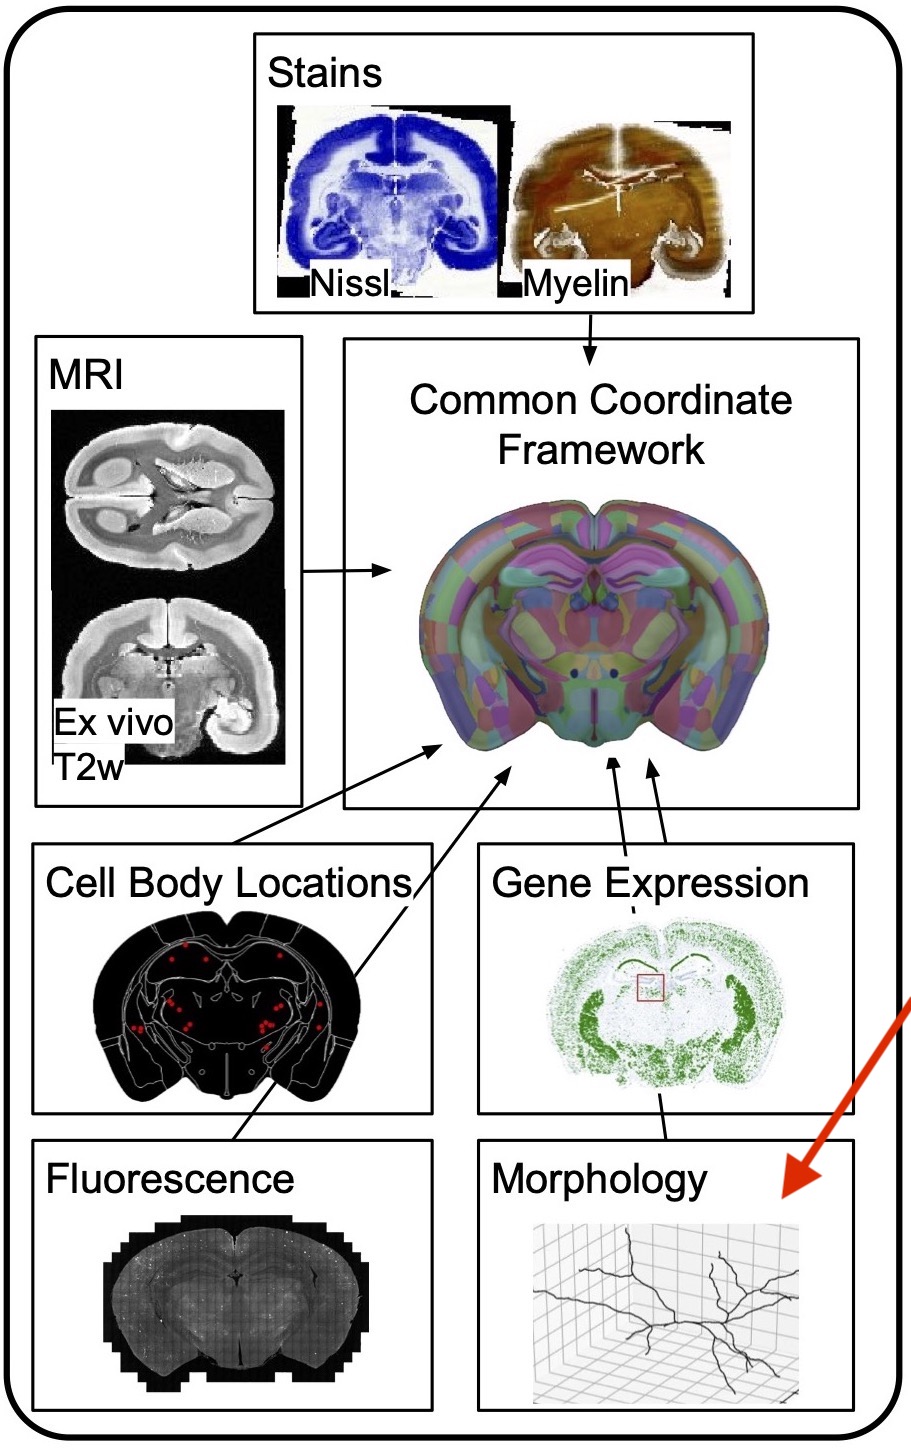 Stains
Nissl
Myelin
MRI
Ex vivo
T2w
Common Coordinate
Framework
Cell Body Locations
Gene Expression
Fluorescence
Morphology